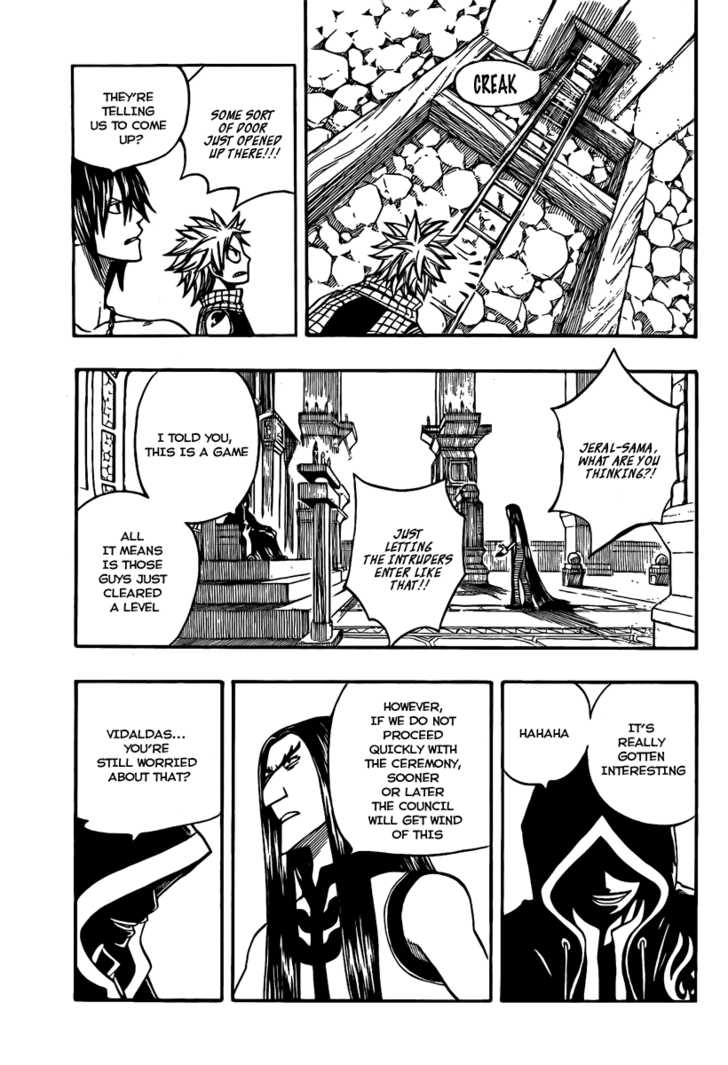 CREAK
SOME SORT
OF DOOR
JUST OPENED
UP THERE!!!
THEY'RE
TELLING
US TO COME
UP?
JERAL-SAMA,
WHAT ARE YOU
THINKING?!
JUST
LETTING
THE INTRUDERS
ENTER LIKE
THAT!!
I TOLD YOU,
THIS IS A GAME
ALL
IT MEANS
IS THOSE
GUYS JUST
CLEARED
A LEVEL
IT'S
REALLY
GOTTEN
INTERESTING
HAHAHA
HOWEVER,
IF WE DO NOT
PROCEED
QUICKLY WITH
THE CEREMONY,
SOONER
OR LATER
THE COUNCIL
WILL GET WIND
OF THIS
VIDALDAS...
YOU'RE
STILL WORRIED
ABOUT THAT?